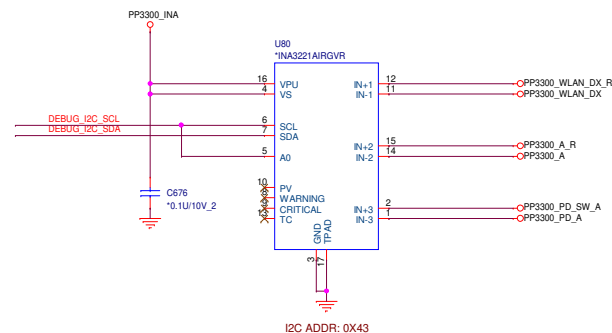 PP3300_INA
U80
*INA3221AIRGVR
16 VPU IN+1 12 PP3300_WLAN_DX_R
4 VS IN-1 11 PP3300_WLAN_DX
DEBUG_I2C_SCL 6 SCL
DEBUG_I2C_SDA 7 SDA
IN+2 15 PP3300_A_R
5 A0 IN-2 14 PP3300_A
10 PV
WARNING
CRITICAL IN+3 2 PP3300_PD_SW_A
13 TC IN-3 1 PP3300_PD_A
C676
*0.1U/10V_2
GND TPAD
3 17
I2C ADDR: 0X43